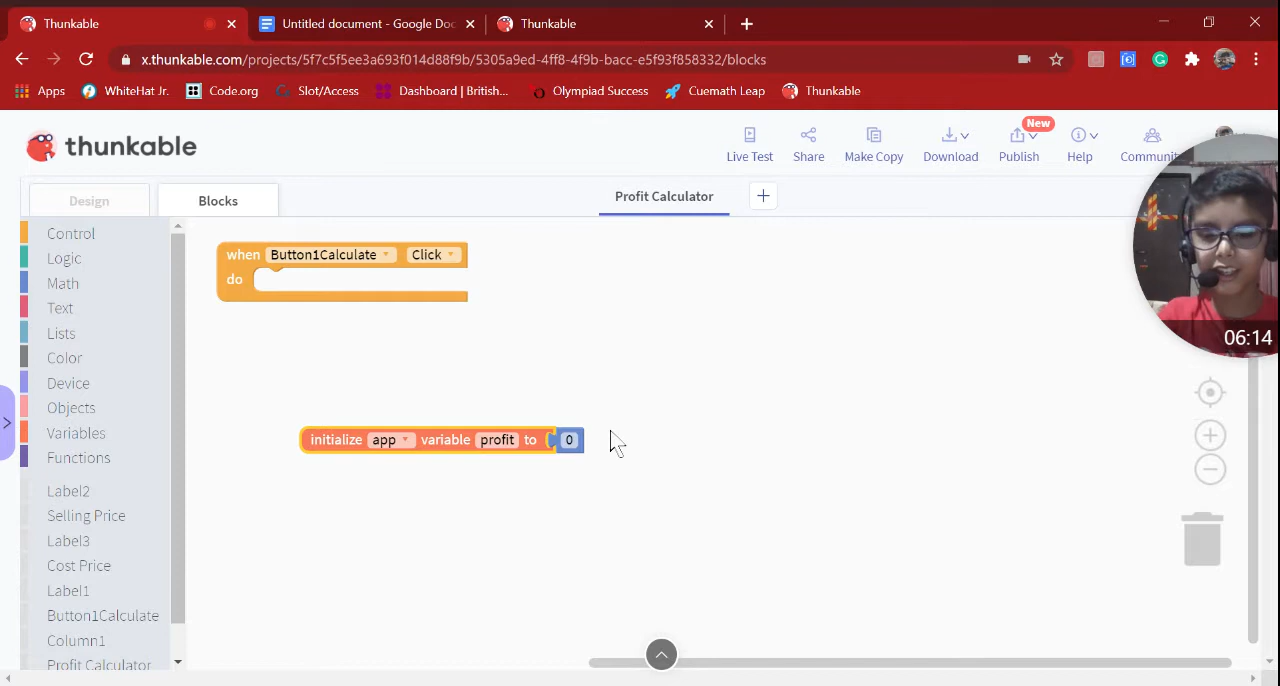 Thunkable
Untitled document - Google Doc
Thunkable
x.thunkable.com/projects/5f7c5f5ee3a693f014d88f9b/5305a9ed-4ff8-4f9b-bacc-e5f93f858332/blocks
Apps
WhiteHat Jr.
Code.org
Slot/Access
Dashboard | British...
Olympiad Success
Cuemath Leap
Thunkable
thunkable
New
Live Test
Share
Make Copy
Download
Publish
Help
Communit
Design
Blocks
Profit Calculator
Control
Logic
Math
Text
Lists
Color
Device
Objects
Variables
Functions
Label2
Selling Price
Label3
Cost Price
Label1
Button1Calculate
Column1
Profit Calculator
when Button1Calculate Click
do
initialize app variable profit to 0
06:14